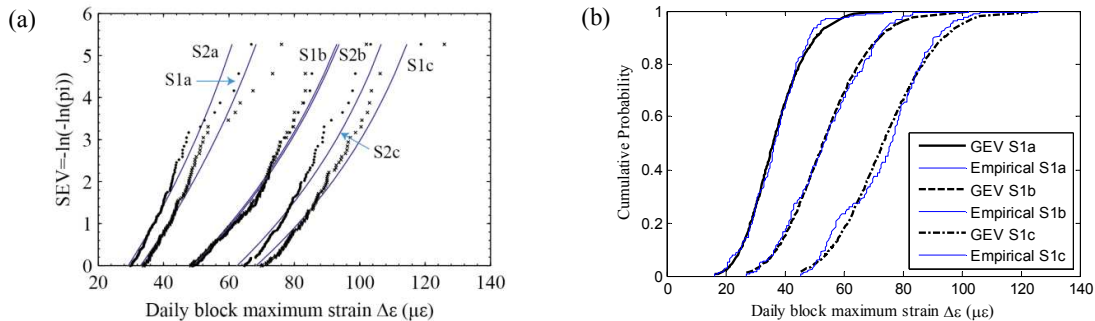 (a)
SEV=-ln(-ln(pi))
6
5
4
3
2
1
0
S2a
S1a
S1b
S2b
S1c
S2c
20 40 60 80 100 120 140
Daily block maximum strain Δε (με)
(b)
Cumulative Probability
1
0.8
0.6
0.4
0.2
0
GEV S1a
Empirical S1a
GEV S1b
Empirical S1b
GEV S1c
Empirical S1c
0 20 40 60 80 100 120 140
Daily block maximum strain Δε (με)